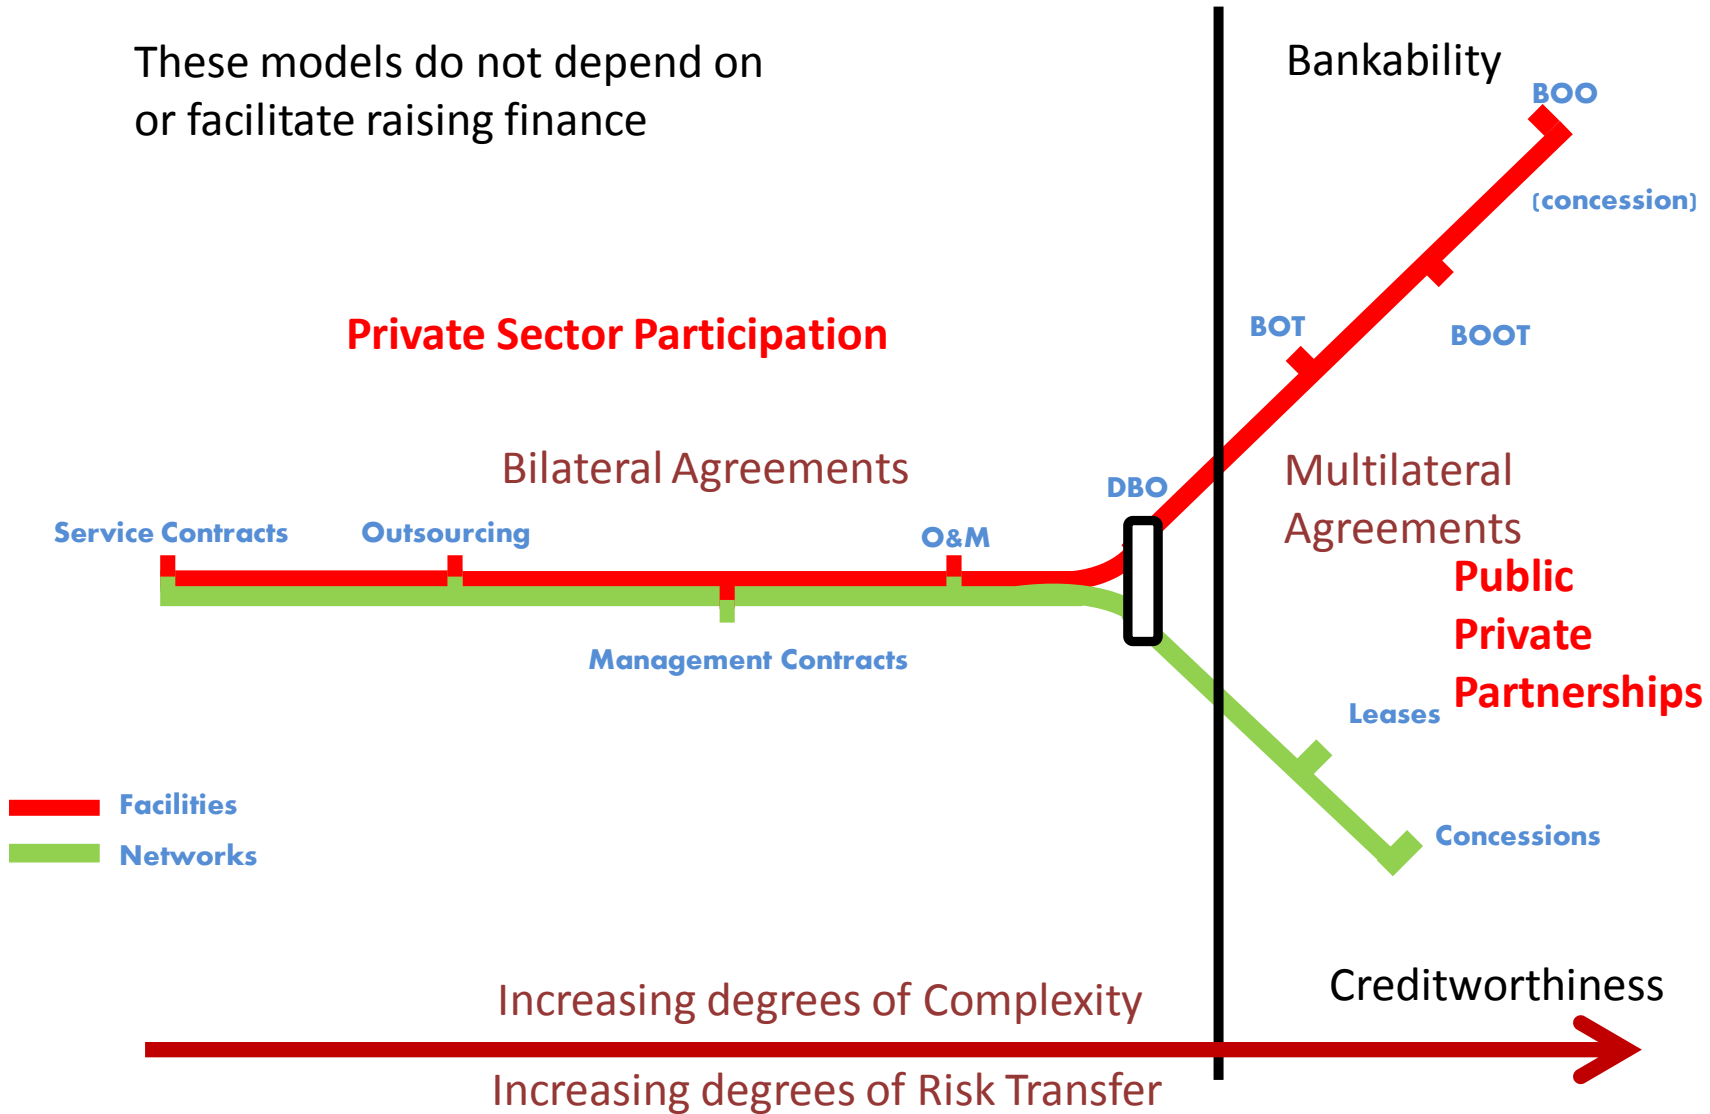 These models do not depend on
or facilitate raising finance
Bankability
BOO
(concession)
Private Sector Participation
BOT
BOOT
Bilateral Agreements
Multilateral
Agreements
DBO
Service Contracts
Outsourcing
O&M
Public
Private
Partnerships
Management Contracts
Leases
Facilities
Networks
Concessions
Creditworthiness
Increasing degrees of Complexity
Increasing degrees of Risk Transfer